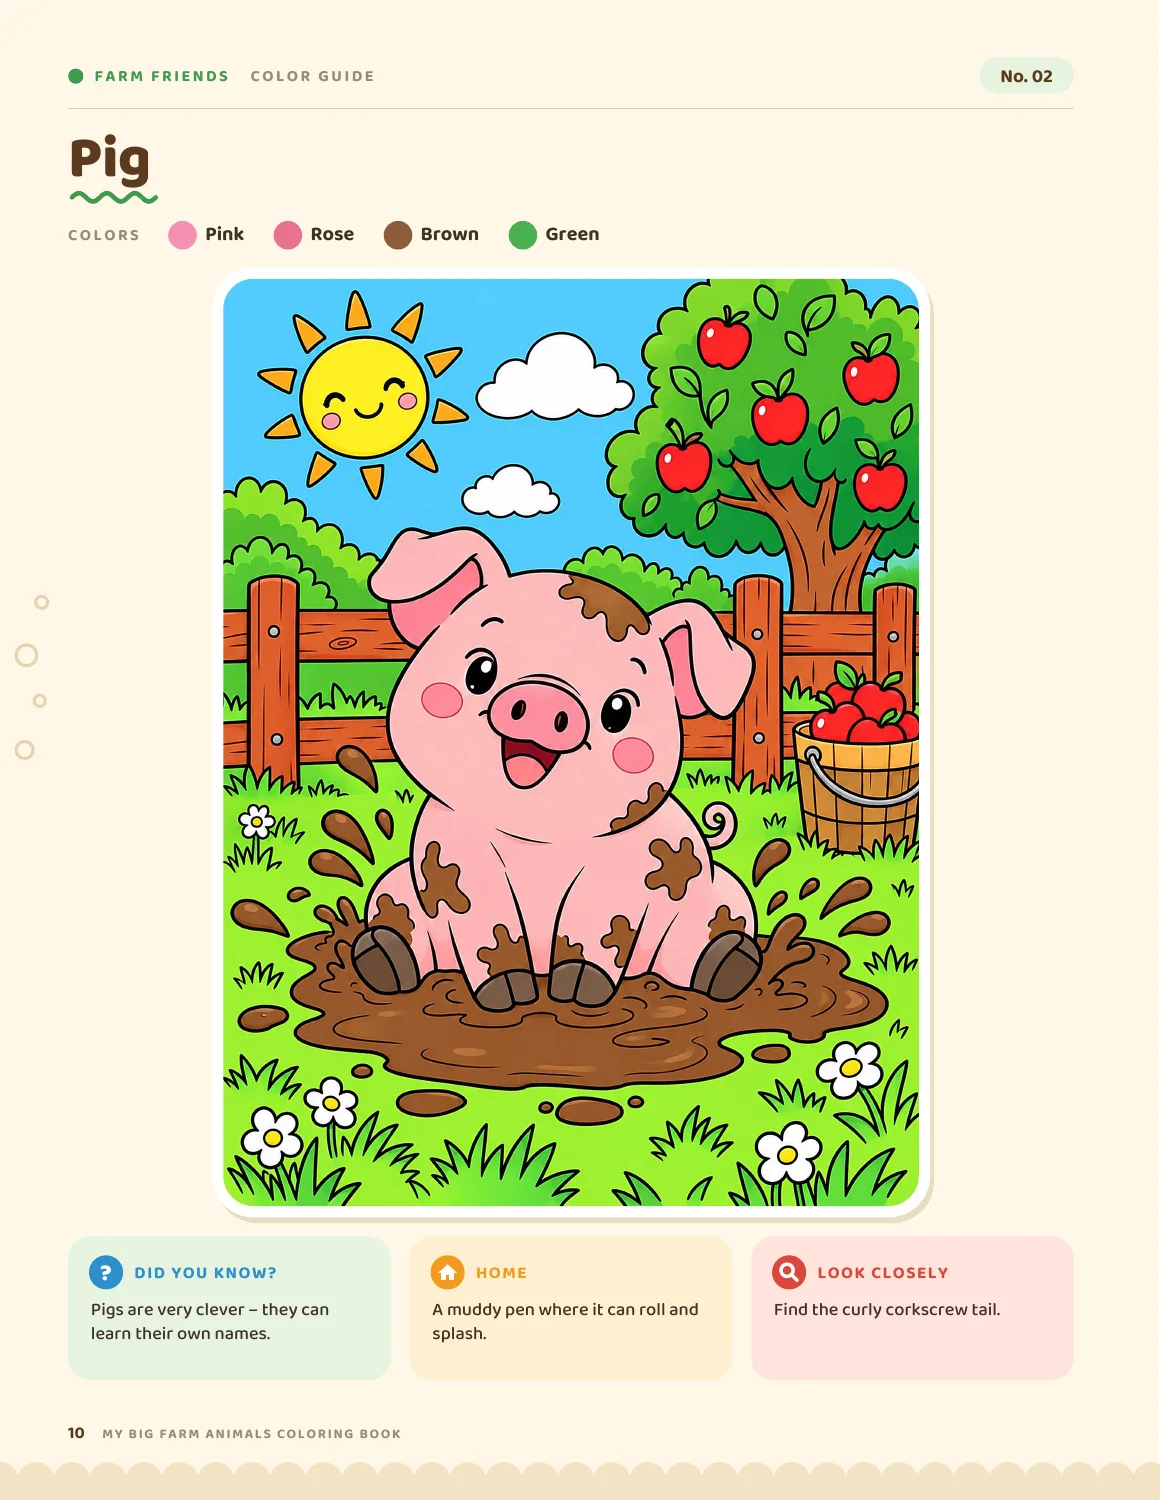 FARM FRIENDS COLOR GUIDE
No. 02
Pig
COLORS Pink Rose Brown Green
? DID YOU KNOW?
Pigs are very clever – they can
learn their own names.
HOME
A muddy pen where it can roll and
splash.
LOOK CLOSELY
Find the curly corkscrew tail.
10 MY BIG FARM ANIMALS COLORING BOOK